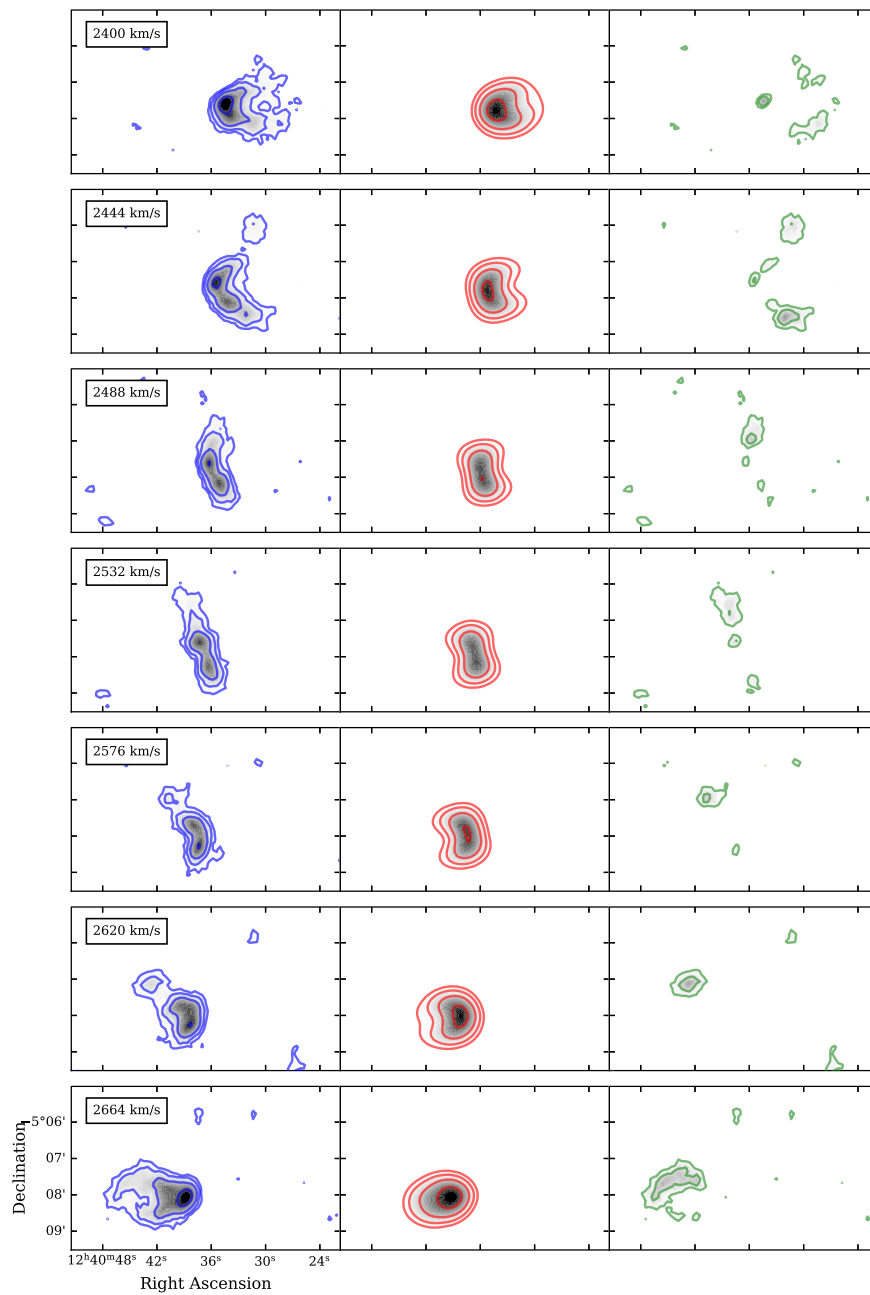 2400 km/s
2444 km/s
2488 km/s
2532 km/s
2576 km/s
2620 km/s
2664 km/s
-5°06'
07'
08'
09'
Declination
12ʰ40ᵐ48ˢ 42ˢ 36ˢ 30ˢ 24ˢ
Right Ascension